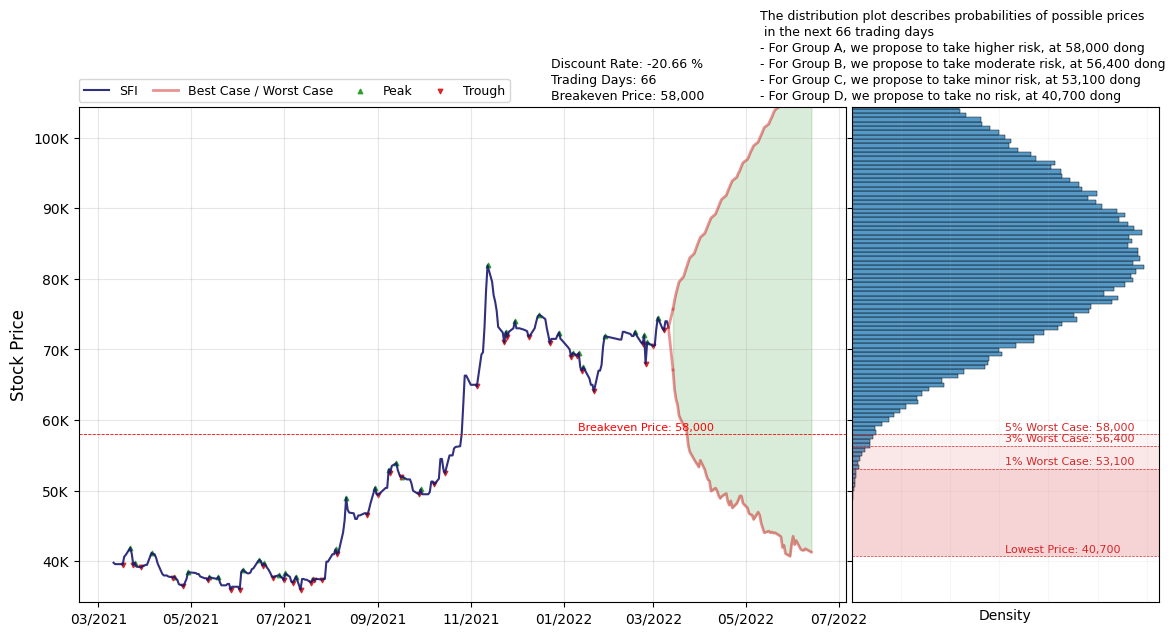 The distribution plot describes probabilities of possible prices
in the next 66 trading days
- For Group A, we propose to take higher risk, at 58,000 dong
- For Group B, we propose to take moderate risk, at 56,400 dong
- For Group C, we propose to take minor risk, at 53,100 dong
- For Group D, we propose to take no risk, at 40,700 dong
Discount Rate: -20.66 %
Trading Days: 66
Breakeven Price: 58,000
SFI
Best Case / Worst Case
Peak
Trough
Stock Price
100K
90K
80K
70K
60K
50K
40K
Breakeven Price: 58,000
5% Worst Case: 58,000
3% Worst Case: 56,400
1% Worst Case: 53,100
Lowest Price: 40,700
03/2021
05/2021
07/2021
09/2021
11/2021
01/2022
03/2022
05/2022
07/2022
Density